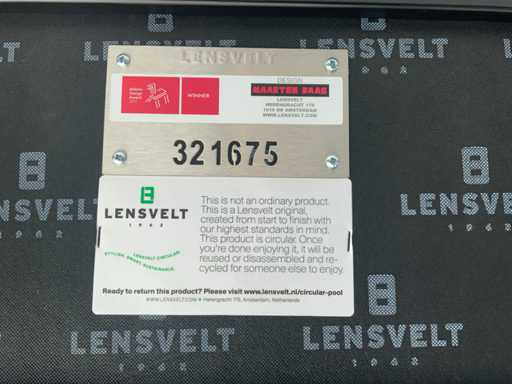 LENSVELT
1962
LENSVELT
Milano
Design
Award
WINNER
DESIGN
MAARTEN BAAS
LENSVELT
HERENGRACHT 178
1016 BR AMSTERDAM
WWW.LENSVELT.COM
321675
LENSVELT
1962
LENSVELT CIRCULAR
STYLISH. SMART. SUSTAINABLE.
This is not an ordinary product.
This is a Lensvelt original,
created from start to finish with
our highest standards in mind.
This product is circular. Once
you're done enjoying it, it will be
reused or disassembled and re-
cycled for someone else to enjoy.
Ready to return this product? Please visit www.lensvelt.nl/circular-pool
WWW.LENSVELT.COM Herengracht 178, Amsterdam, Netherlands
LENSVELT
1962
LENSVELT
1962